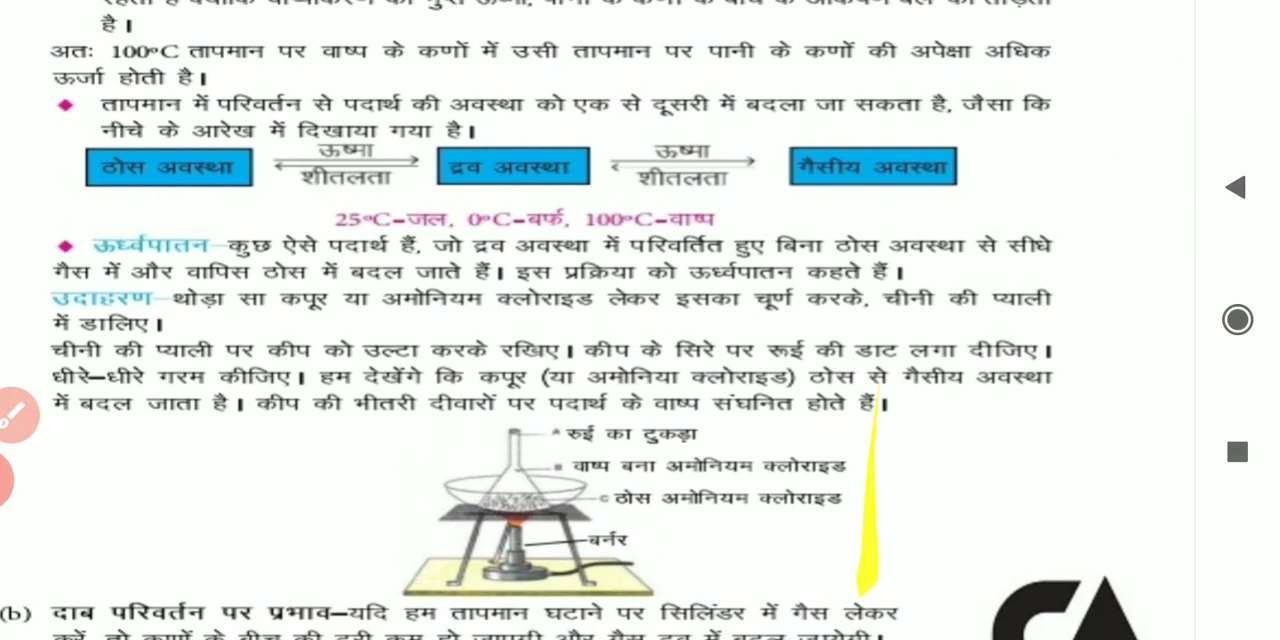 है।
अतः 100°C तापमान पर वाष्प के कणों में उसी तापमान पर पानी के कणों की अपेक्षा अधिक
ऊर्जा होती है।
◆ तापमान में परिवर्तन से पदार्थ की अवस्था को एक से दूसरी में बदला जा सकता है, जैसा कि
नीचे के आरेख में दिखाया गया है।
ठोस अवस्था ऊष्मा शीतलता द्रव अवस्था ऊष्मा शीतलता गैसीय अवस्था
25°C–जल, 0°C–बर्फ, 100°C–वाष्प
◆ ऊर्ध्वपातन–कुछ ऐसे पदार्थ हैं, जो द्रव अवस्था में परिवर्तित हुए बिना ठोस अवस्था से सीधे
गैस में और वापिस ठोस में बदल जाते हैं। इस प्रक्रिया को ऊर्ध्वपातन कहते हैं।
उदाहरण–थोड़ा सा कपूर या अमोनियम क्लोराइड लेकर इसका चूर्ण करके, चीनी की प्याली
में डालिए।
चीनी की प्याली पर कीप को उल्टा करके रखिए। कीप के सिरे पर रूई की डाट लगा दीजिए।
धीरे–धीरे गरम कीजिए। हम देखेंगे कि कपूर (या अमोनिया क्लोराइड) ठोस से गैसीय अवस्था
में बदल जाता है। कीप की भीतरी दीवारों पर पदार्थ के वाष्प संघनित होते हैं।
A रुई का टुकड़ा
B वाष्प बना अमोनियम क्लोराइड
C ठोस अमोनियम क्लोराइड
बर्नर
(b) दाब परिवर्तन पर प्रभाव–यदि हम तापमान घटाने पर सिलिंडर में गैस लेकर